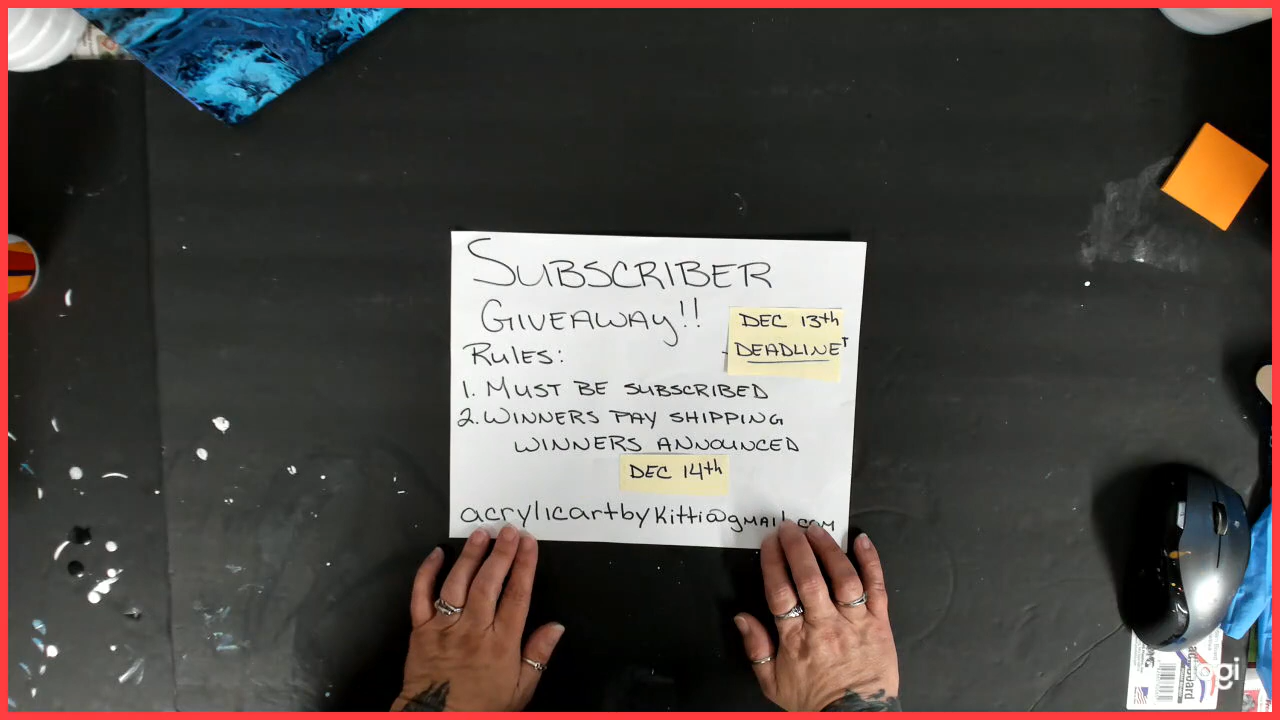 SUBSCRIBER
GIVEAWAY!!
DEC 13th
DEADLINE
RULES:
1. MUST BE SUBSCRIBED
2. WINNERS PAY SHIPPING
WINNERS ANNOUNCED
DEC 14th
acrylicartbyKitti@gmail.com
logi